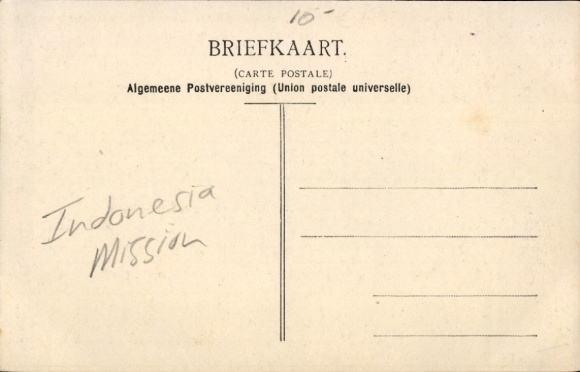 10-
BRIEFKAART.
(CARTE POSTALE)
Algemeene Postvereeniging (Union postale universelle)
Indonesia
Mission